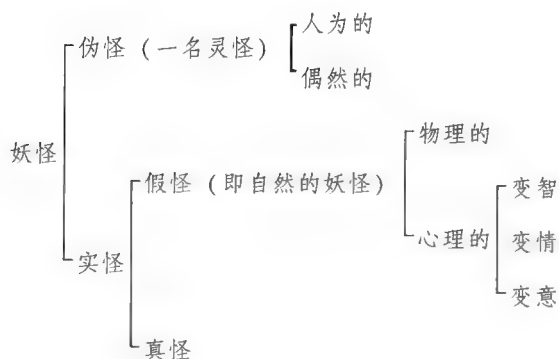 人为的
伪怪（一名灵怪）
偶然的
物理的
妖怪
假怪（即自然的妖怪）
变智
心理的
变情
实怪
变意
真怪